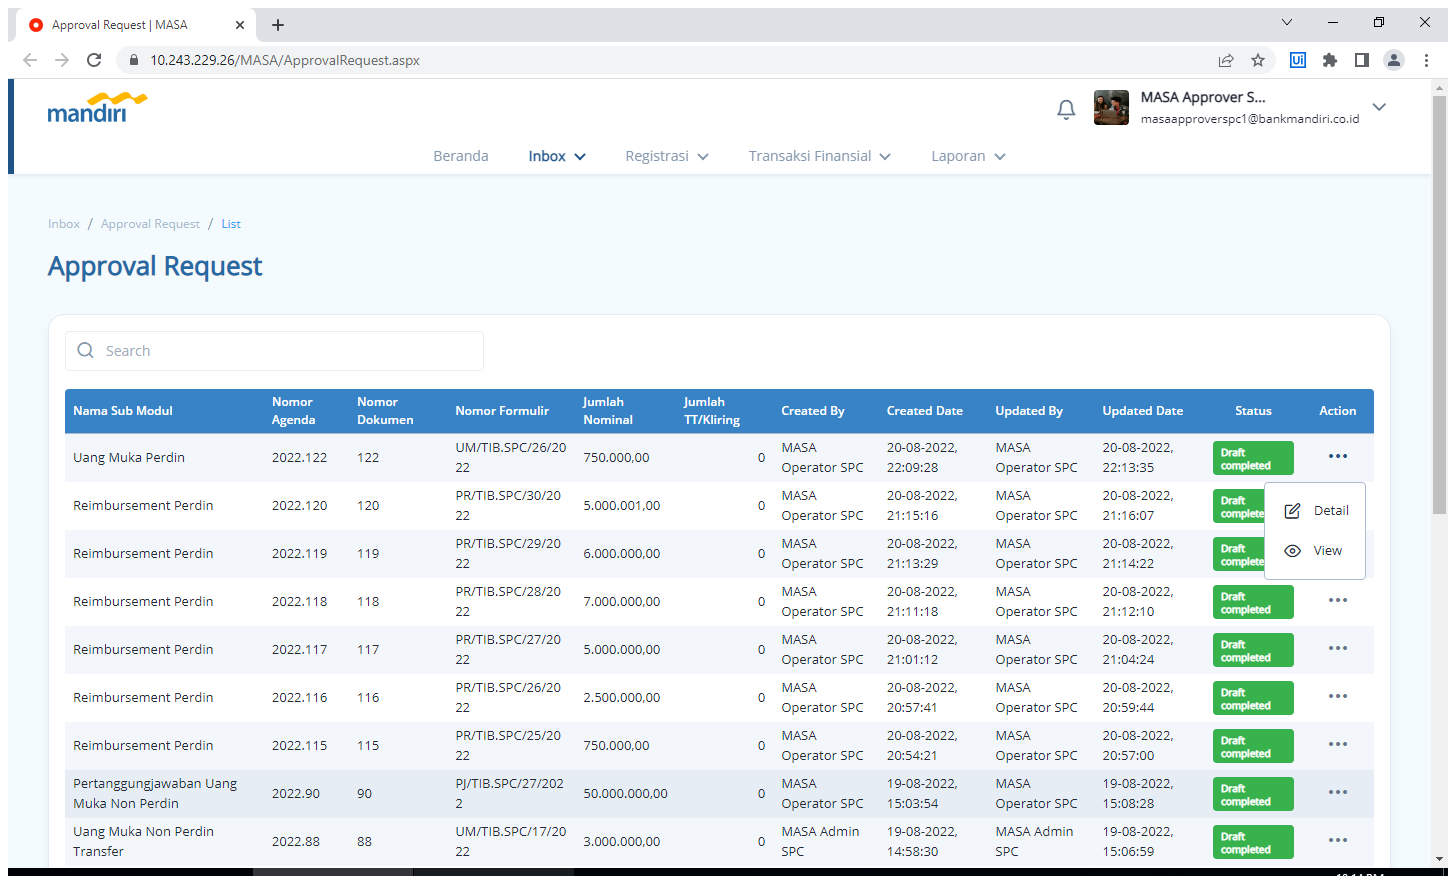 Approval Request | MASA
10.243.229.26/MASA/ApprovalRequest.aspx
Ui
mandiri
MASA Approver S...
masaapproverspc1@bankmandiri.co.id
Beranda Inbox Registrasi Transaksi Finansial Laporan
Inbox / Approval Request / List
Approval Request
Search
Nama Sub Modul Nomor Agenda Nomor Dokumen Nomor Formulir Jumlah Nominal Jumlah TT/Kliring Created By Created Date Updated By Updated Date Status Action
Uang Muka Perdin 2022.122 122 UM/TIB.SPC/26/2022 750.000,00 0 MASA Operator SPC 20-08-2022, 22:09:28 MASA Operator SPC 20-08-2022, 22:13:35 Draft completed
Reimbursement Perdin 2022.120 120 PR/TIB.SPC/30/2022 5.000.001,00 0 MASA Operator SPC 20-08-2022, 21:15:16 MASA Operator SPC 20-08-2022, 21:16:07 Draft complete
Detail
Reimbursement Perdin 2022.119 119 PR/TIB.SPC/29/2022 6.000.000,00 0 MASA Operator SPC 20-08-2022, 21:13:29 MASA Operator SPC 20-08-2022, 21:14:22 Draft complete
View
Reimbursement Perdin 2022.118 118 PR/TIB.SPC/28/2022 7.000.000,00 0 MASA Operator SPC 20-08-2022, 21:11:18 MASA Operator SPC 20-08-2022, 21:12:10 Draft completed
Reimbursement Perdin 2022.117 117 PR/TIB.SPC/27/2022 5.000.000,00 0 MASA Operator SPC 20-08-2022, 21:01:12 MASA Operator SPC 20-08-2022, 21:04:24 Draft completed
Reimbursement Perdin 2022.116 116 PR/TIB.SPC/26/2022 2.500.000,00 0 MASA Operator SPC 20-08-2022, 20:57:41 MASA Operator SPC 20-08-2022, 20:59:44 Draft completed
Reimbursement Perdin 2022.115 115 PR/TIB.SPC/25/2022 750.000,00 0 MASA Operator SPC 20-08-2022, 20:54:21 MASA Operator SPC 20-08-2022, 20:57:00 Draft completed
Pertanggungjawaban Uang Muka Non Perdin 2022.90 90 PJ/TIB.SPC/27/2022 50.000.000,00 0 MASA Operator SPC 19-08-2022, 15:03:54 MASA Operator SPC 19-08-2022, 15:08:28 Draft completed
Uang Muka Non Perdin Transfer 2022.88 88 UM/TIB.SPC/17/2022 3.000.000,00 0 MASA Admin SPC 19-08-2022, 14:58:30 MASA Admin SPC 19-08-2022, 15:06:59 Draft completed